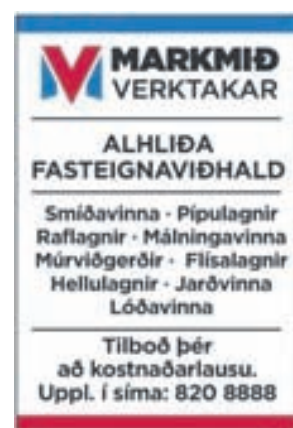 MARKMIÐ
VERKTAKAR
ALHLIÐA
FASTEIGNAVIÐHALD
Smíðavinna · Pípulagnir
Raflagnir · Málningavinna
Múrviðgerðir · Flísalagnir
Hellulagnir · Jarðvinna
Lóðavinna
Tilboð þér
að kostnaðarlausu.
Uppl. í síma: 820 8888